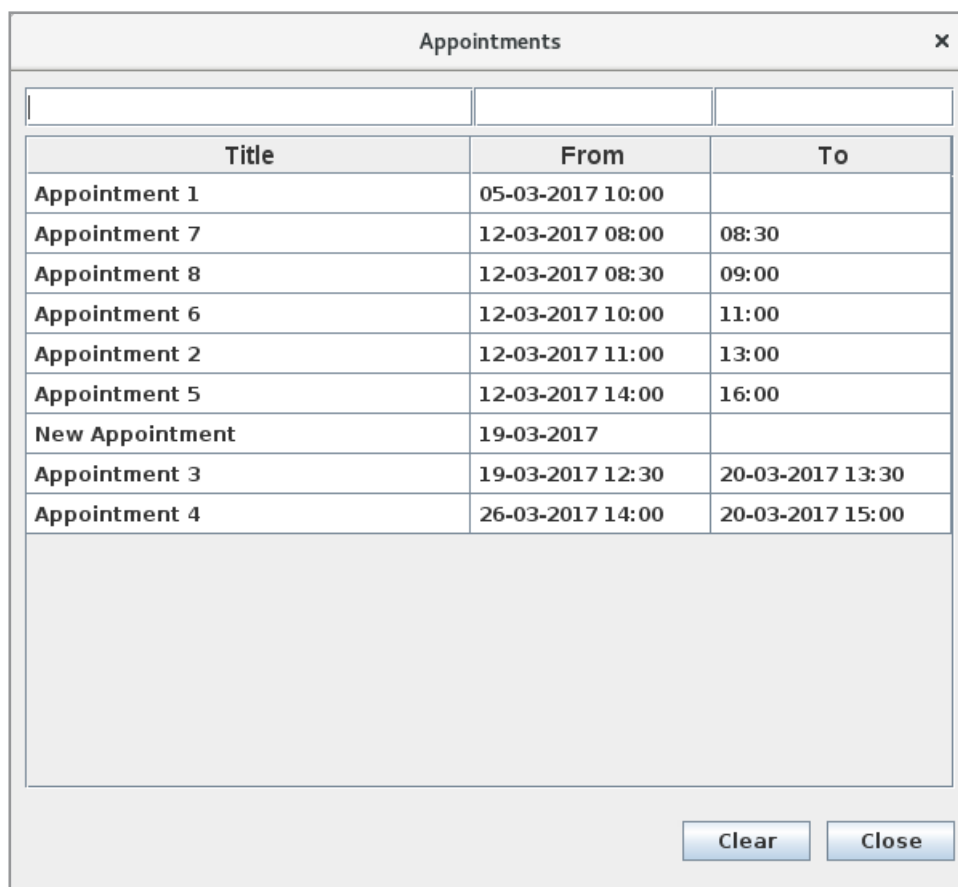 Appointments ×
Title From To
Appointment 1 05-03-2017 10:00
Appointment 7 12-03-2017 08:00 08:30
Appointment 8 12-03-2017 08:30 09:00
Appointment 6 12-03-2017 10:00 11:00
Appointment 2 12-03-2017 11:00 13:00
Appointment 5 12-03-2017 14:00 16:00
New Appointment 19-03-2017
Appointment 3 19-03-2017 12:30 20-03-2017 13:30
Appointment 4 26-03-2017 14:00 20-03-2017 15:00
Clear Close